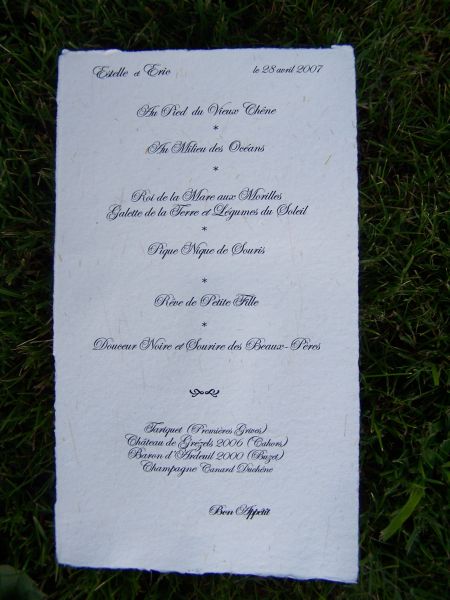 Estelle et Eric le 28 avril 2007
Au Pied du Vieux Chêne
*
Au Milieu des Océans
*
Roi de la Mare aux Morilles
Galette de la Terre et Légumes du Soleil
*
Pique Nique de Souris
*
Rêve de Petite Fille
*
Douceur Noire et Sourire des Beaux-Pères
Tariquet (Premières Grives)
Château de Grézels 2006 (Cahors)
Baron d'Ardeuil 2000 (Buzet)
Champagne Canard Duchêne
Bon Appétit